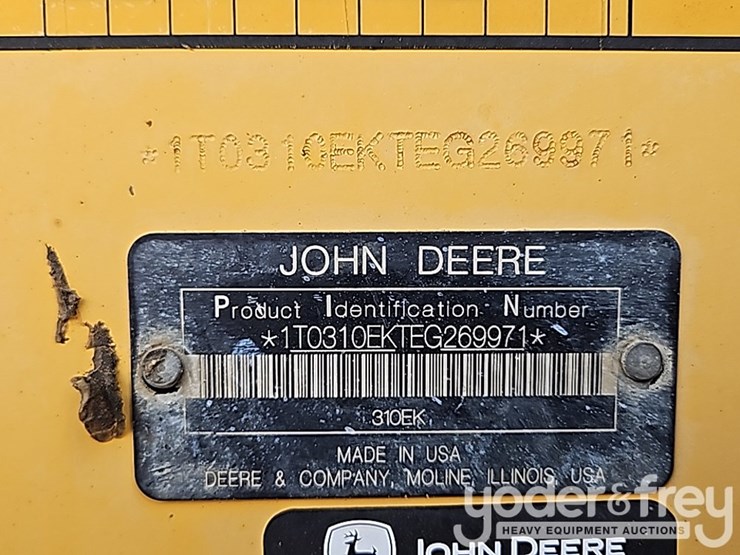 *1T0310EKTEG269971*
JOHN DEERE
Product Identification Number
*1T0310EKTEG269971*
310EK
MADE IN USA
DEERE & COMPANY, MOLINE, ILLINOIS, USA
yoder&frey
HEAVY EQUIPMENT AUCTIONS
JOHN DEERE